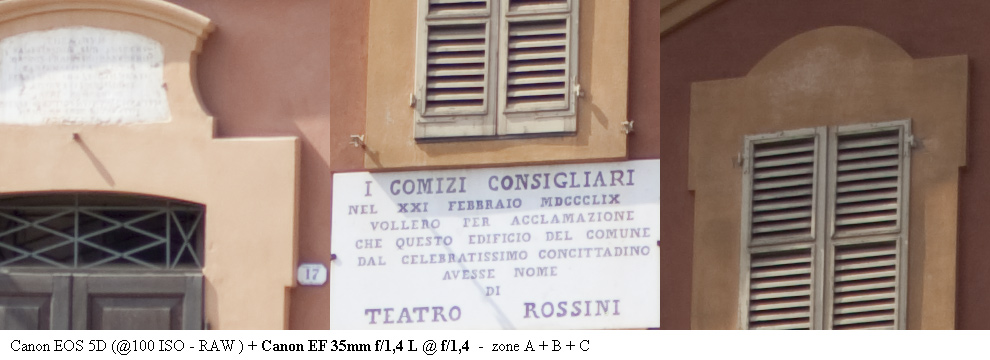 17
I COMIZI CONSIGLIARI
NEL XXI FEBBRAIO MDCCCLIX
VOLLERO PER ACCLAMAZIONE
CHE QUESTO EDIFICIO DEL COMUNE
DAL CELEBRATISSIMO CONCITTADINO
AVESSE NOME
DI
TEATRO ROSSINI
Canon EOS 5D (@100 ISO - RAW ) + Canon EF 35mm f/1,4 L @ f/1,4 - zone A + B + C